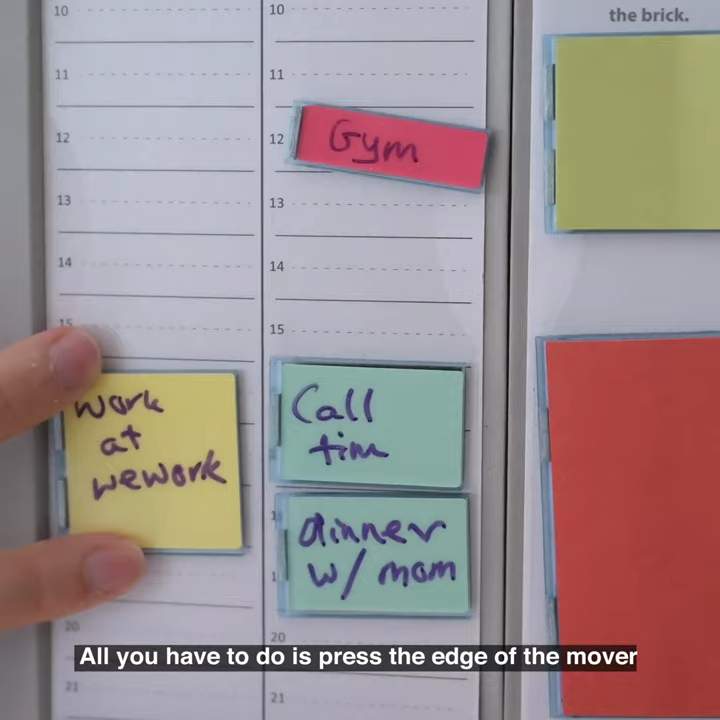 10
11
12
13
14
15
20
21
work
at
wework
10
11
12
Gym
13
14
15
Call
tim
dinner
w/ mom
20
21
the brick.
All you have to do is press the edge of the mover